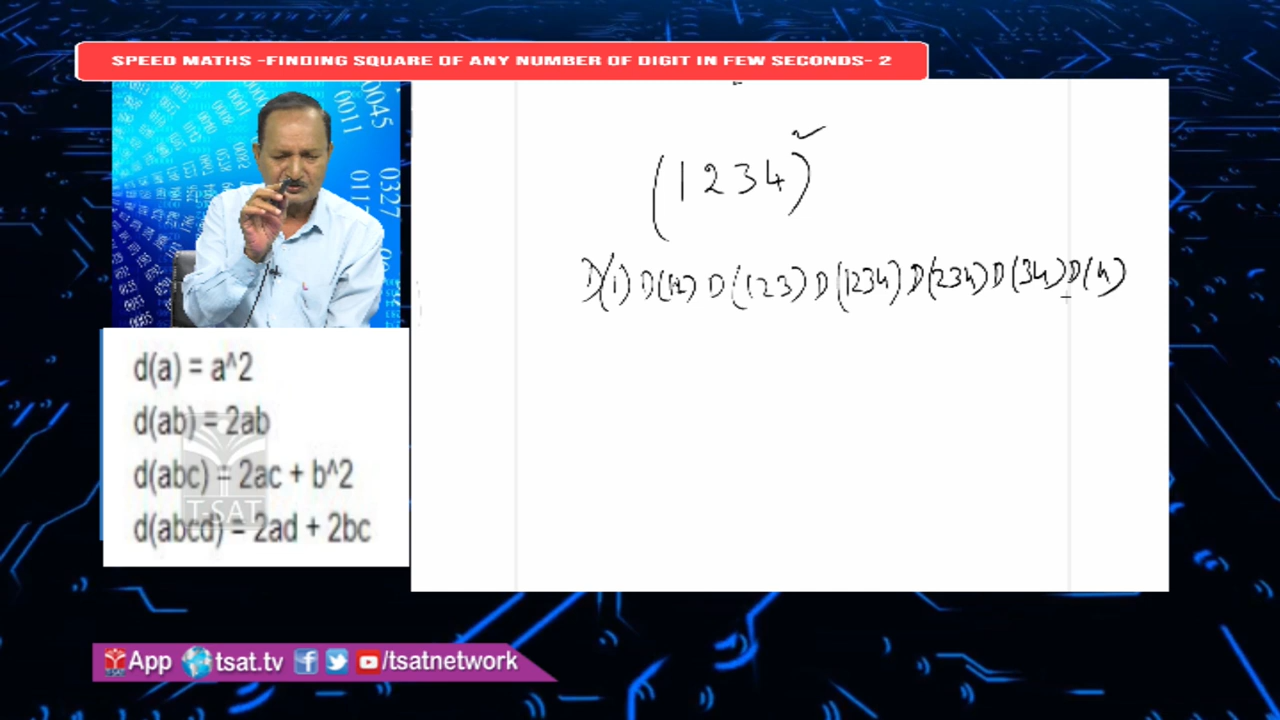 SPEED MATHS -FINDING SQUARE OF ANY NUMBER OF DIGIT IN FEW SECONDS- 2
(1234)²
D(1) D(12) D(123) D(1234) D(234) D(34) D(4)
d(a) = a^2
d(ab) = 2ab
d(abc) = 2ac + b^2
d(abcd) = 2ad + 2bc
T-SAT
App tsat.tv /tsatnetwork